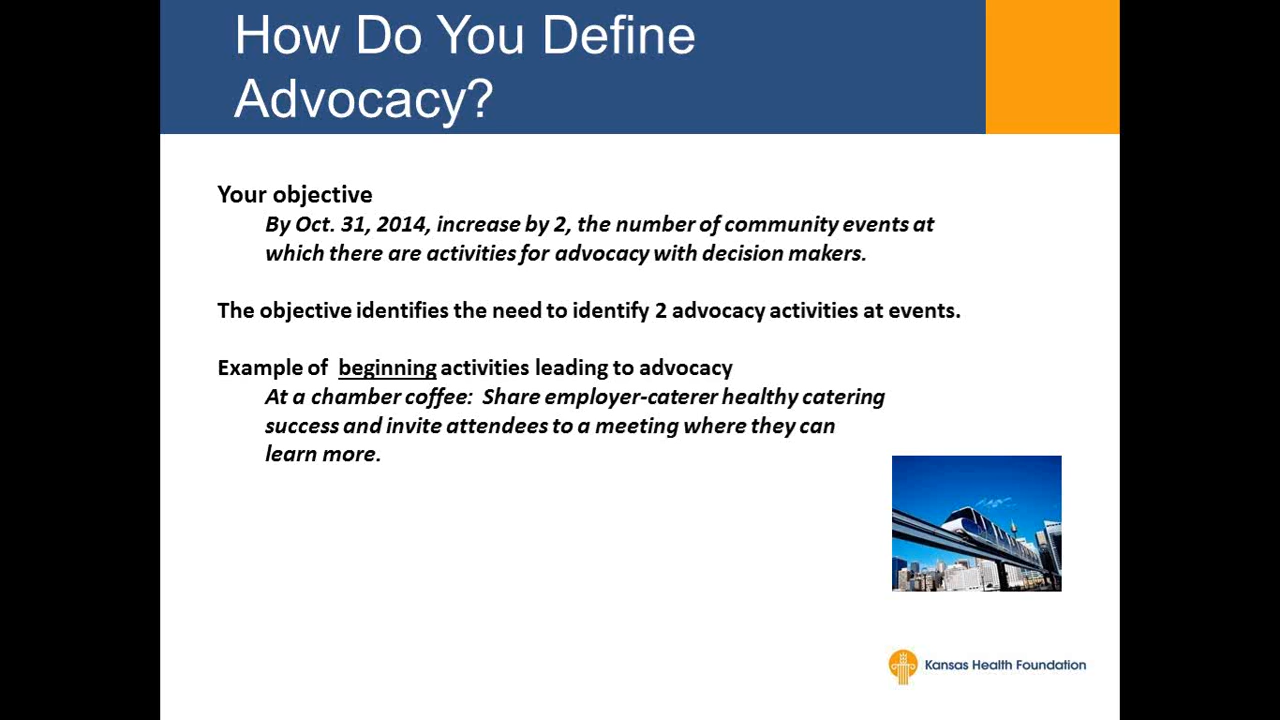 How Do You Define
Advocacy?
Your objective
By Oct. 31, 2014, increase by 2, the number of community events at
which there are activities for advocacy with decision makers.
The objective identifies the need to identify 2 advocacy activities at events.
Example of beginning activities leading to advocacy
At a chamber coffee: Share employer-caterer healthy catering
success and invite attendees to a meeting where they can
learn more.
Kansas Health Foundation